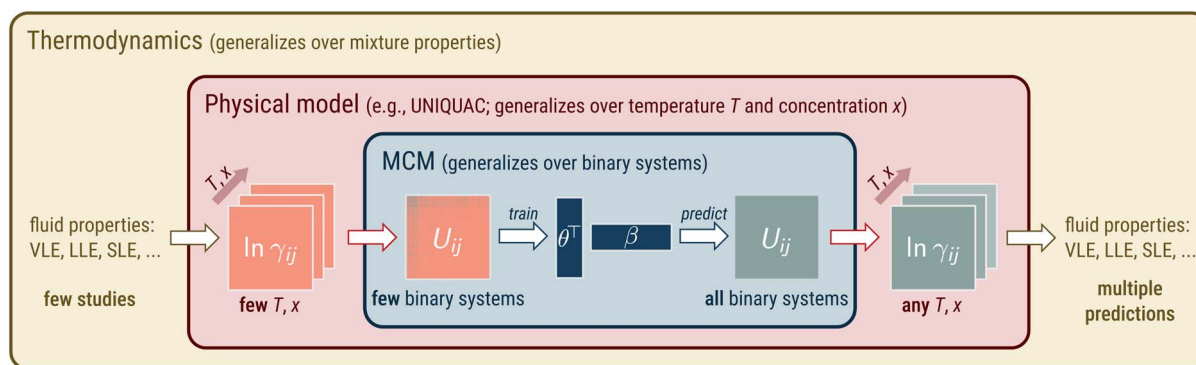 Thermodynamics (generalizes over mixture properties)
Physical model (e.g., UNIQUAC; generalizes over temperature T and concentration x)
MCM (generalizes over binary systems)
fluid properties:
VLE, LLE, SLE, ...
few studies
T, x
ln γij
few T, x
Uij
few binary systems
train
θ⊤
β
predict
Uij
all binary systems
T, x
ln γij
any T, x
fluid properties:
VLE, LLE, SLE, ...
multiple
predictions